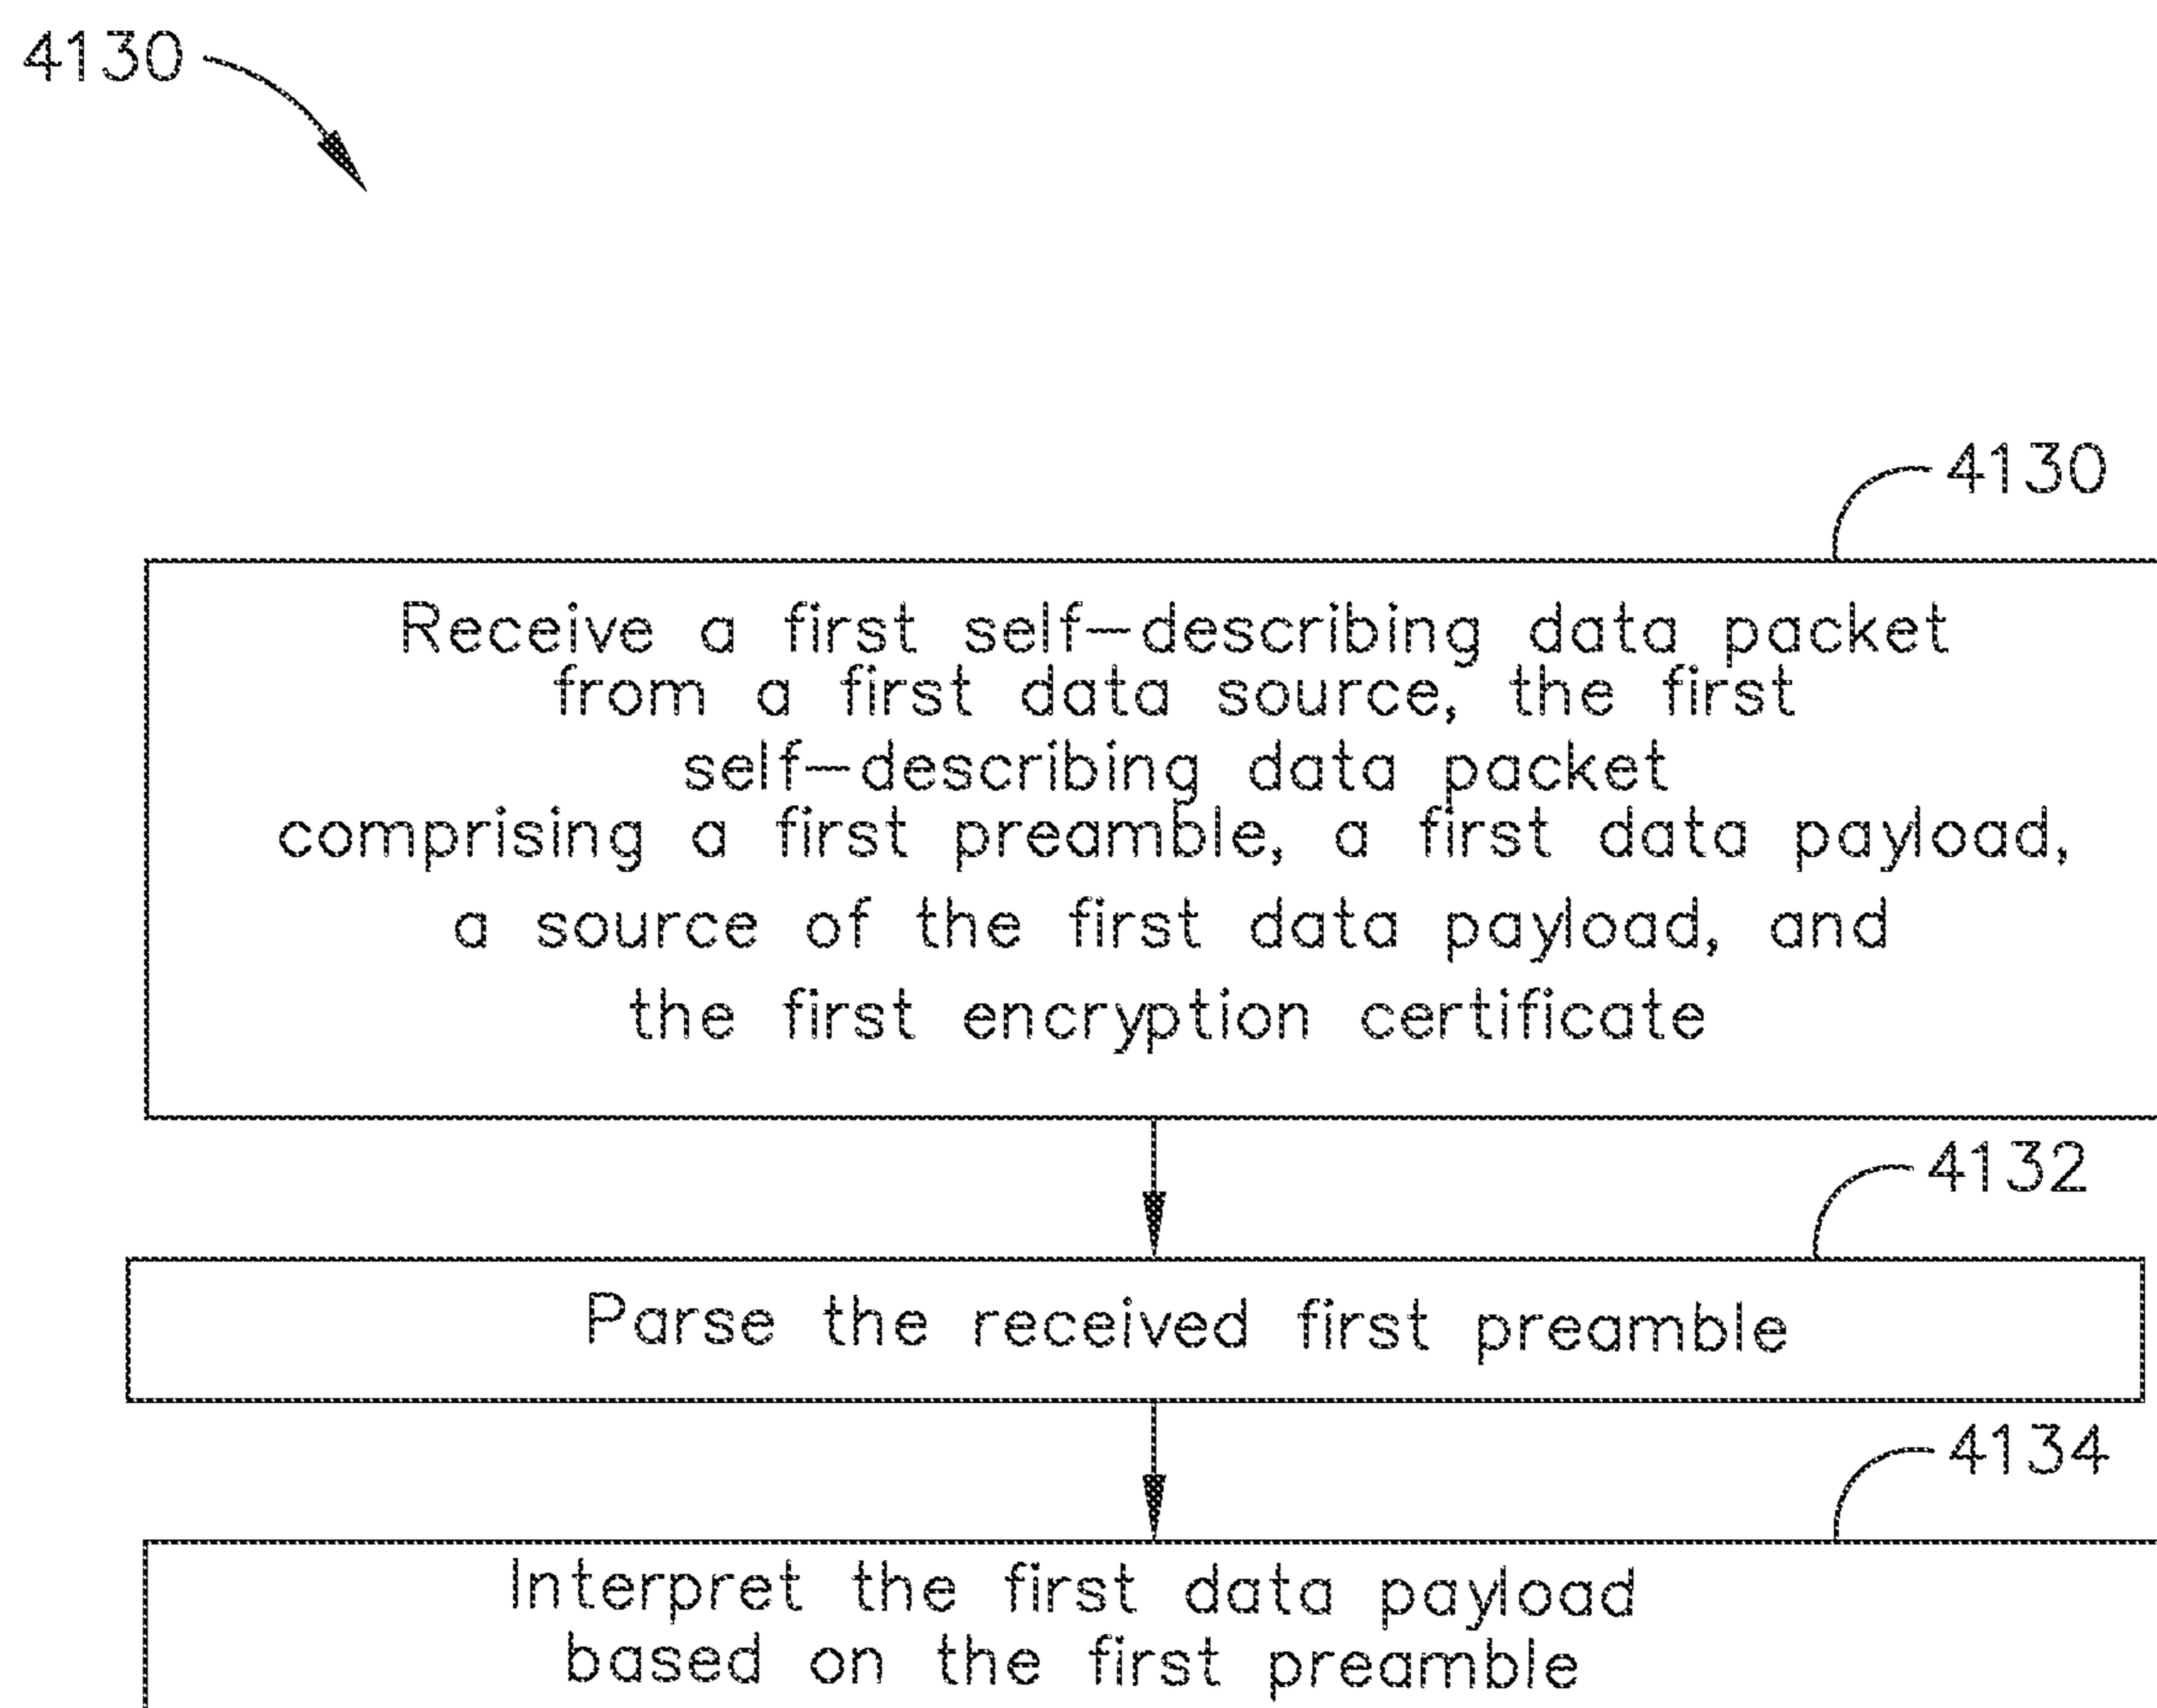 4130
4130
Receive a first self–describing data packet
from a first data source, the first
self–describing data packet
comprising a first preamble, a first data payload,
a source of the first data payload, and
the first encryption certificate
4132
Parse the received first preamble
4134
Interpret the first data payload
based on the first preamble